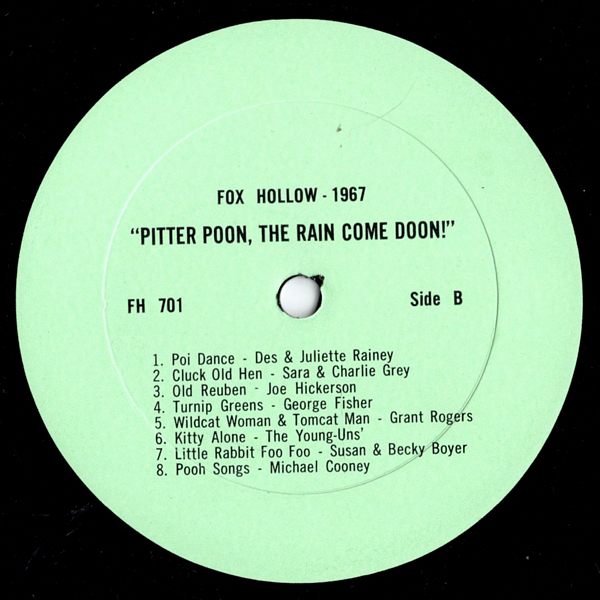 FOX HOLLOW - 1967
“PITTER POON, THE RAIN COME DOON!”
FH 701 Side B
1. Poi Dance - Des & Juliette Rainey
2. Cluck Old Hen - Sara & Charlie Grey
3. Old Reuben - Joe Hickerson
4. Turnip Greens - George Fisher
5. Wildcat Woman & Tomcat Man - Grant Rogers
6. Kitty Alone - The Young-Uns'
7. Little Rabbit Foo Foo - Susan & Becky Boyer
8. Pooh Songs - Michael Cooney